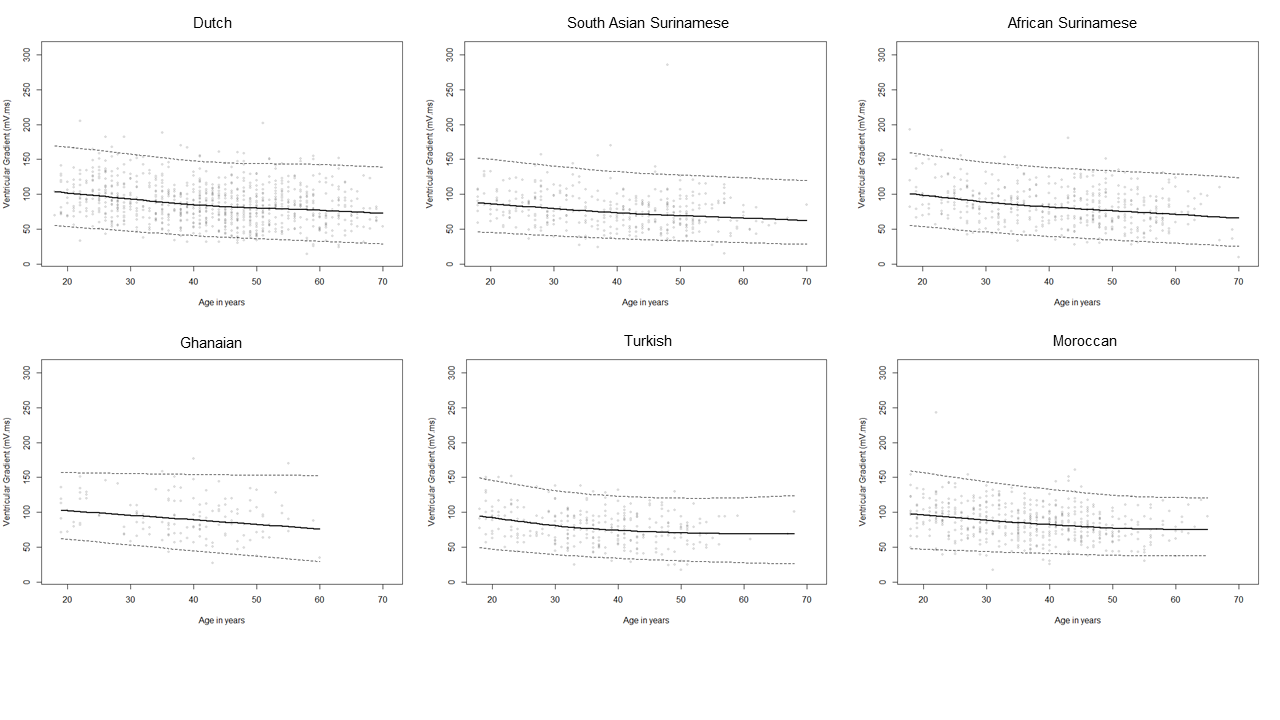 Dutch
South Asian Surinamese
African Surinamese
Ventricular Gradient (mV.ms)
0 50 100 150 200 250 300
20 30 40 50 60 70
Age in years
Ventricular Gradient (mV.ms)
0 50 100 150 200 250 300
20 30 40 50 60 70
Age in years
Ventricular Gradient (mV.ms)
0 50 100 150 200 250 300
20 30 40 50 60 70
Age in years
Ghanaian
Turkish
Moroccan
Ventricular Gradient (mV.ms)
0 50 100 150 200 250 300
20 30 40 50 60 70
Age in years
Ventricular Gradient (mV.ms)
0 50 100 150 200 250 300
20 30 40 50 60 70
Age in years
Ventricular Gradient (mV.ms)
0 50 100 150 200 250 300
20 30 40 50 60 70
Age in years